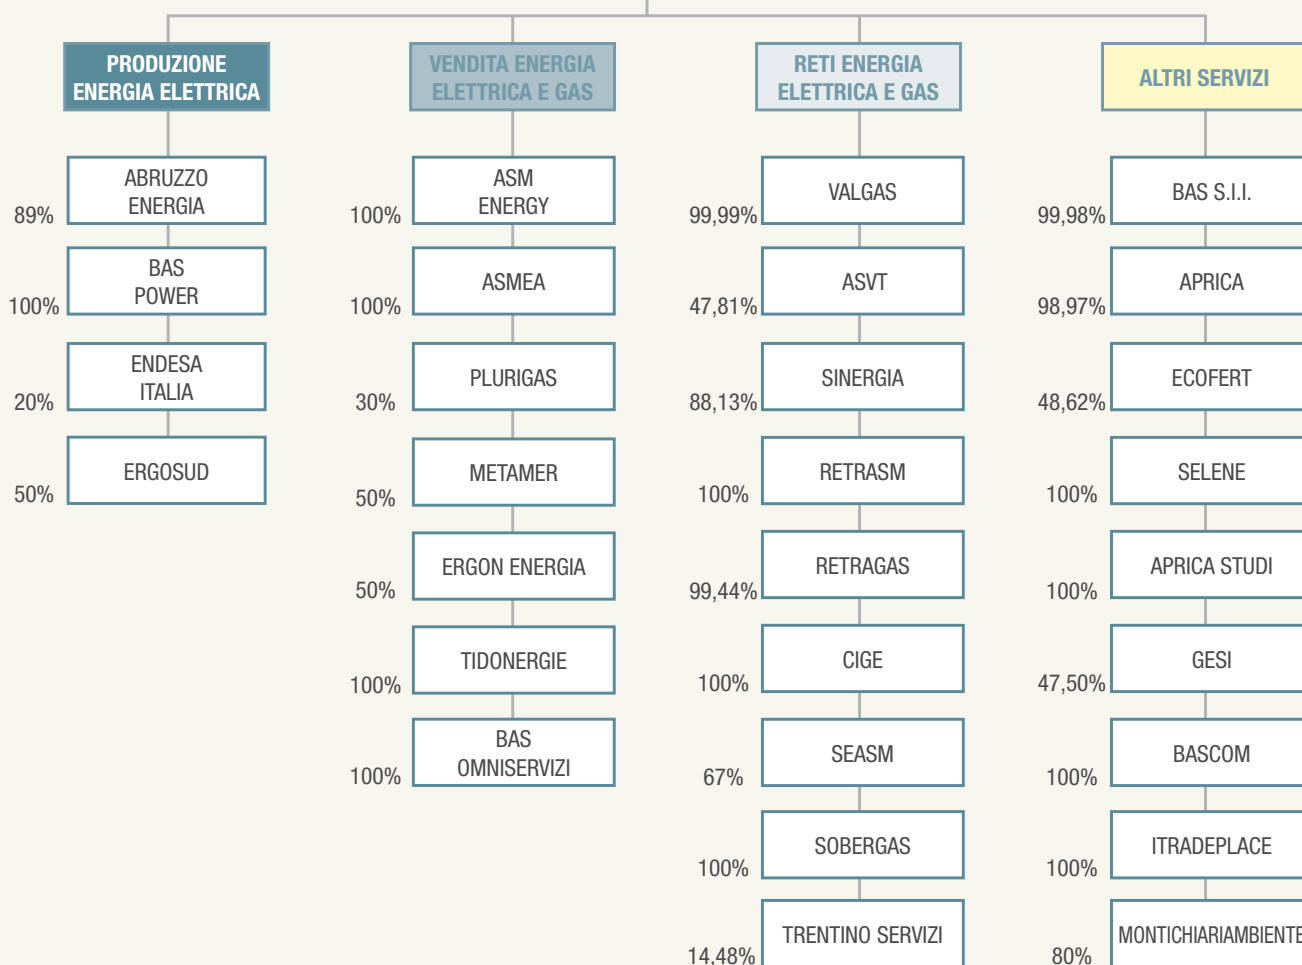 PRODUZIONE
ENERGIA ELETTRICA
89%
ABRUZZO
ENERGIA
100%
BAS
POWER
20%
ENDESA
ITALIA
50%
ERGOSUD
VENDITA ENERGIA
ELETTRICA E GAS
100%
ASM
ENERGY
100%
ASMEA
30%
PLURIGAS
50%
METAMER
50%
ERGON ENERGIA
100%
TIDONERGIE
100%
BAS
OMNISERVIZI
RETI ENERGIA
ELETTRICA E GAS
99,99%
VALGAS
47,81%
ASVT
88,13%
SINERGIA
100%
RETRASM
99,44%
RETRAGAS
100%
CIGE
67%
SEASM
100%
SOBERGAS
14,48%
TRENTINO SERVIZI
ALTRI SERVIZI
99,98%
BAS S.I.I.
98,97%
APRICA
48,62%
ECOFERT
100%
SELENE
100%
APRICA STUDI
47,50%
GESI
100%
BASCOM
100%
ITRADEPLACE
80%
MONTICHIARIAMBIENTE